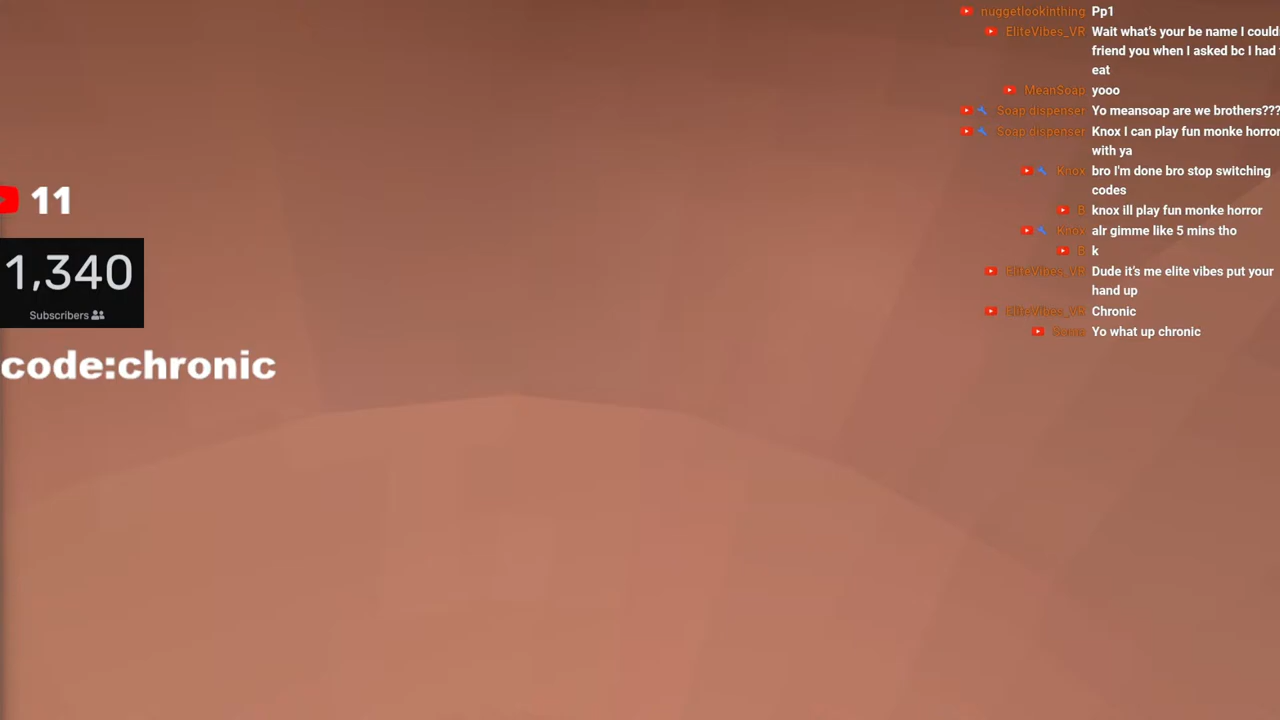 nuggetlookinthing Pp1
EliteVibes_VR Wait what's your be name I could
friend you when I asked bc I had
eat
MeanSoap yooo
Soap dispenser Yo meansoap are we brothers???
Soap dispenser Knox I can play fun monke horror
with ya
Knox bro I'm done bro stop switching
codes
B knox ill play fun monke horror
Knox alr gimme like 5 mins tho
B k
EliteVibes_VR Dude it's me elite vibes put your
hand up
EliteVibes_VR Chronic
Yo what up chronic
11
1,340
Subscribers
code:chronic